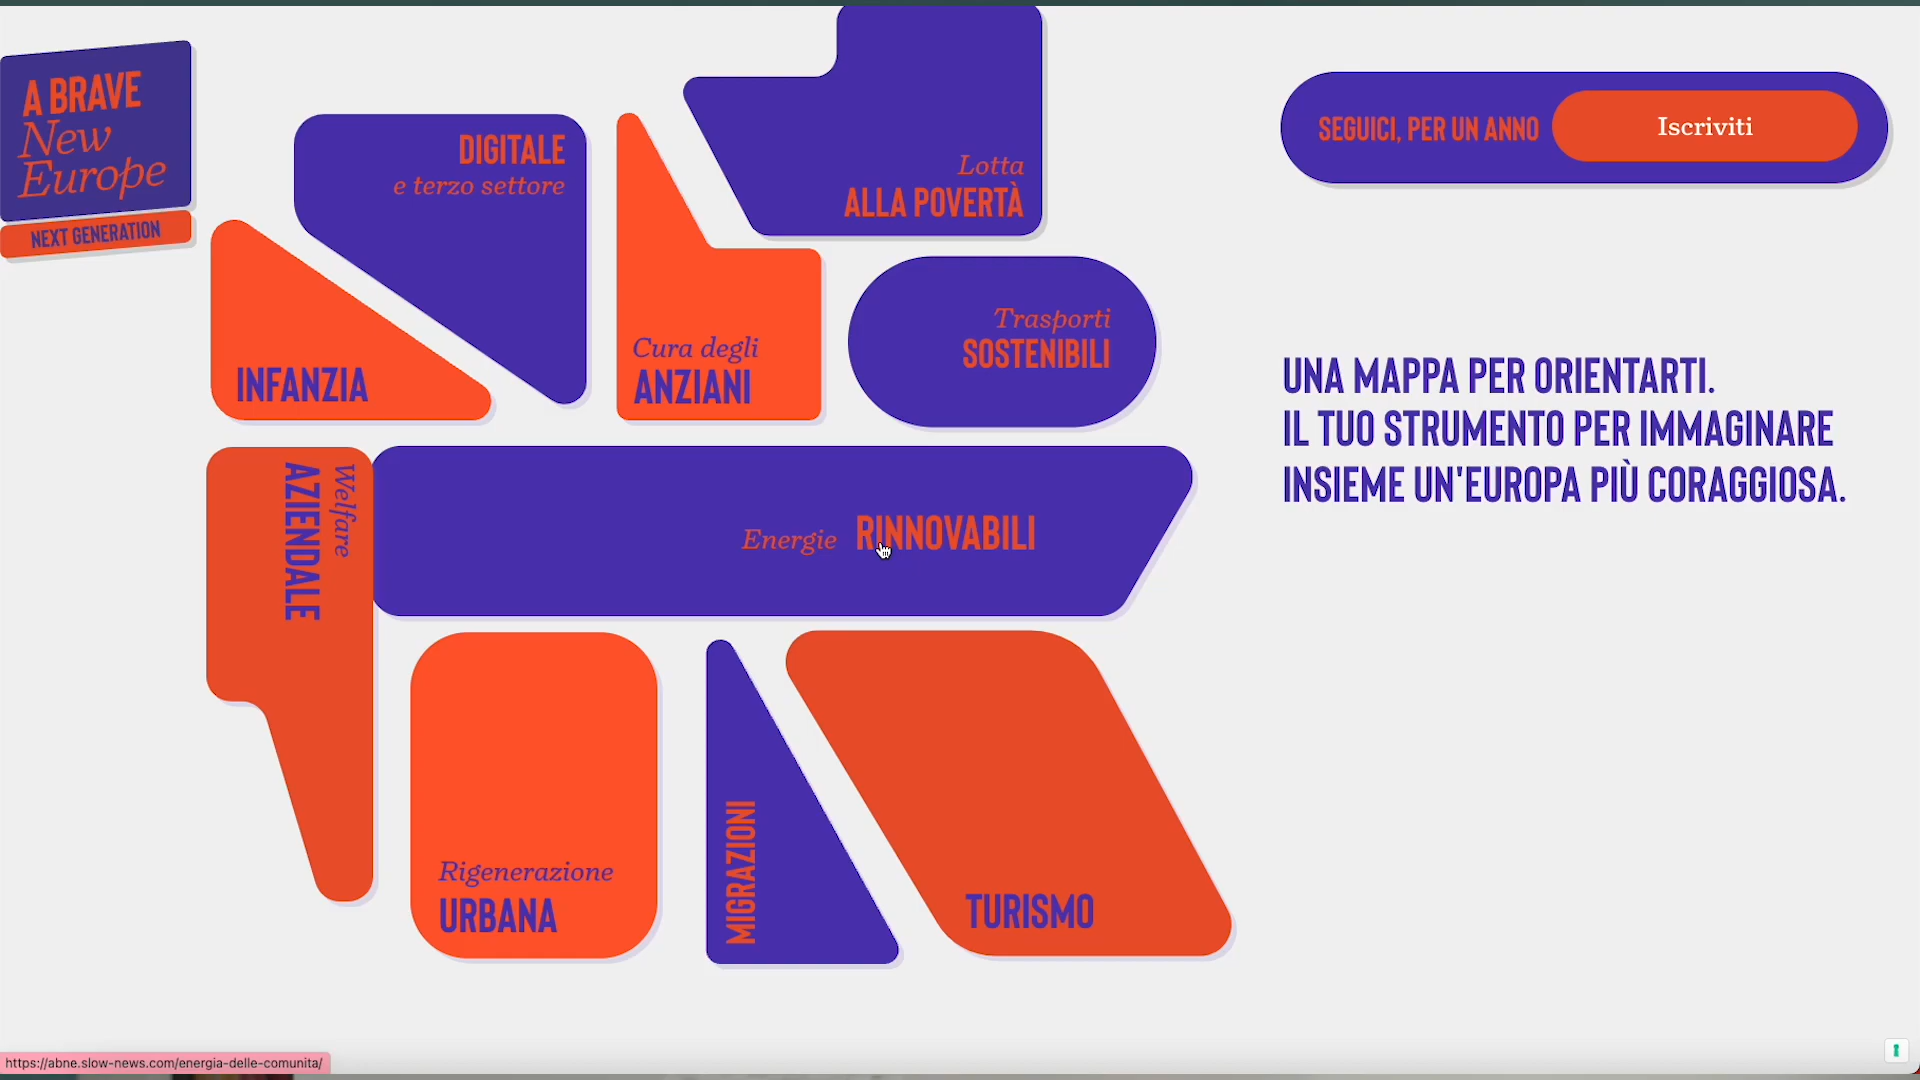 A BRAVE
New
Europe
NEXT GENERATION
DIGITALE
e terzo settore
Lotta
ALLA POVERTÀ
SEGUICI, PER UN ANNO
Iscriviti
INFANZIA
Cura degli
ANZIANI
Trasporti
SOSTENIBILI
UNA MAPPA PER ORIENTARTI.
IL TUO STRUMENTO PER IMMAGINARE
INSIEME UN'EUROPA PIÙ CORAGGIOSA.
Welfare
AZIENDALE
Energie RINNOVABILI
Rigenerazione
URBANA
MIGRAZIONI
TURISMO
https://abne.slow-news.com/energia-delle-comunita/